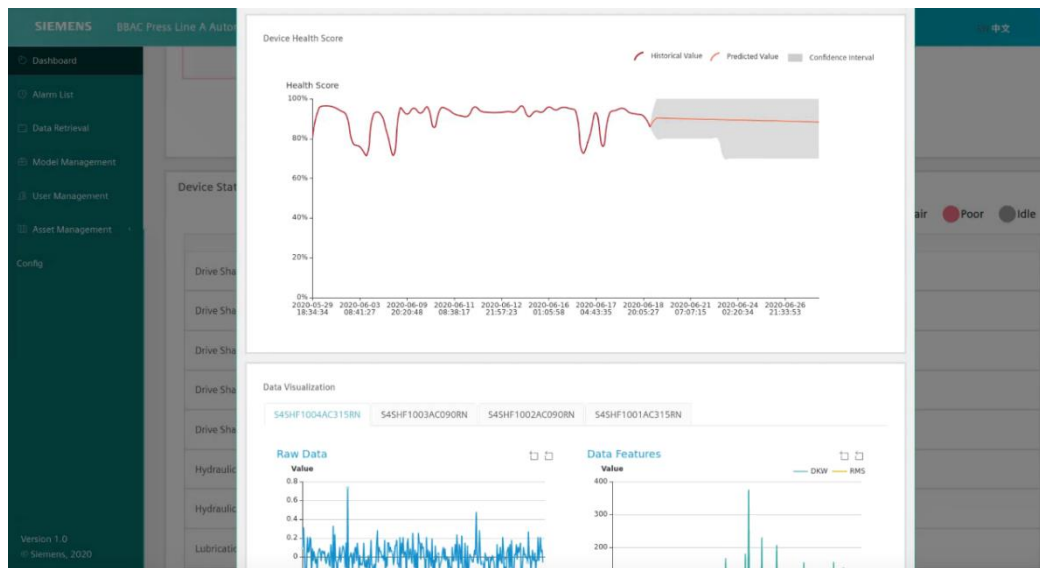 SIEMENS BBAC Press Line A Autom
中文
Dashboard
Alarm List
Data Retrieval
Model Management
User Management
Asset Management
Config
Version 1.0
© Siemens, 2020
Device Stat
air Poor Idle
Drive Sha
Drive Sha
Drive Sha
Drive Sha
Drive Sha
Hydraulic
Hydraulic
Lubricatic
Device Health Score
Historical Value Predicted Value Confidence Interval
Health Score
100%
80%
60%
40%
20%
0%
2020-05-29 2020-06-03 2020-06-09 2020-06-11 2020-06-12 2020-06-16 2020-06-17 2020-06-18 2020-06-21 2020-06-24 2020-06-26
18:34:34 08:41:27 20:20:48 08:38:17 21:57:23 01:05:58 04:43:35 20:05:27 07:07:15 02:20:34 21:33:53
Data Visualization
S4SHF1004AC315RN S4SHF1003AC090RN S4SHF1002AC090RN S4SHF1001AC315RN
Raw Data
Value
0.8
0.6
0.4
0.2
0
Data Features
Value
DKW RMS
400
300
200